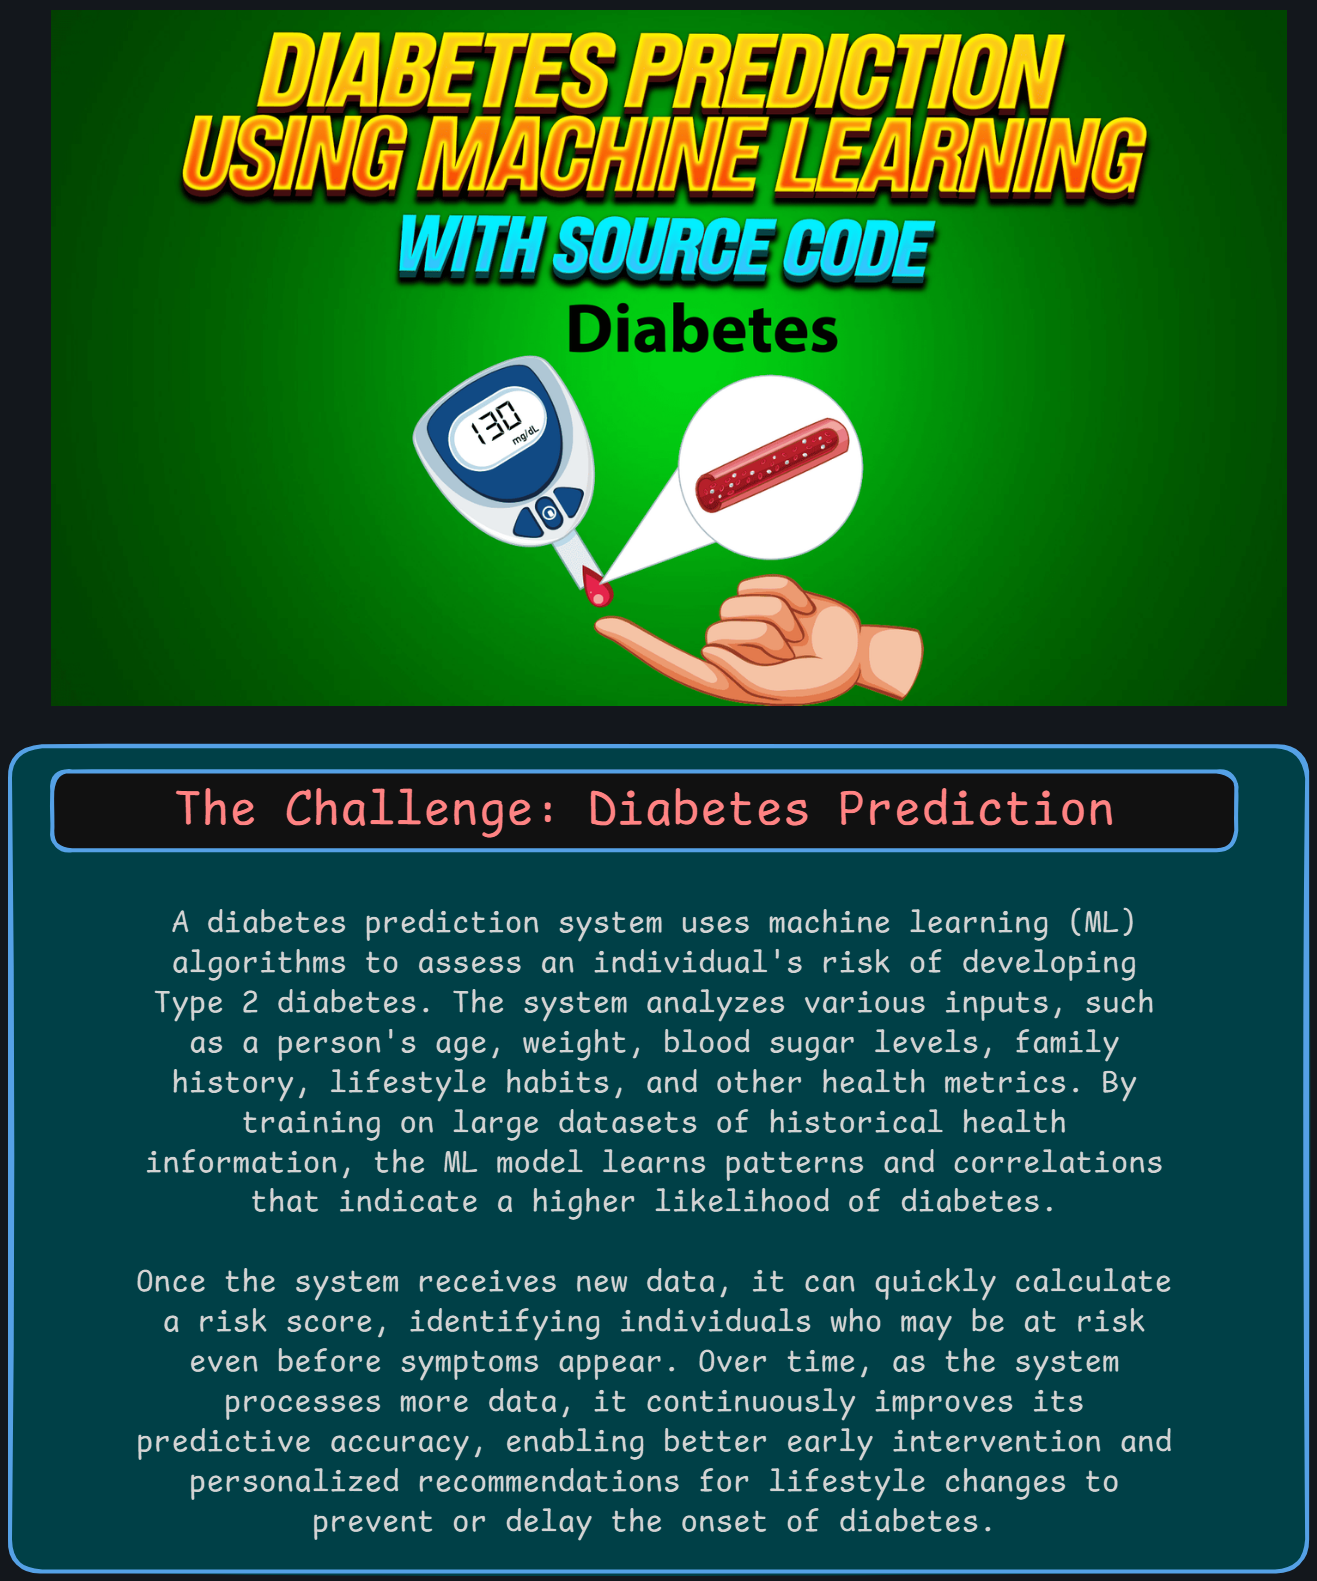 DIABETES PREDICTION
USING MACHINE LEARNING
WITH SOURCE CODE
Diabetes
130
mg/dL
The Challenge: Diabetes Prediction
A diabetes prediction system uses machine learning (ML)
algorithms to assess an individual's risk of developing
Type 2 diabetes. The system analyzes various inputs, such
as a person's age, weight, blood sugar levels, family
history, lifestyle habits, and other health metrics. By
training on large datasets of historical health
information, the ML model learns patterns and correlations
that indicate a higher likelihood of diabetes.
Once the system receives new data, it can quickly calculate
a risk score, identifying individuals who may be at risk
even before symptoms appear. Over time, as the system
processes more data, it continuously improves its
predictive accuracy, enabling better early intervention and
personalized recommendations for lifestyle changes to
prevent or delay the onset of diabetes.